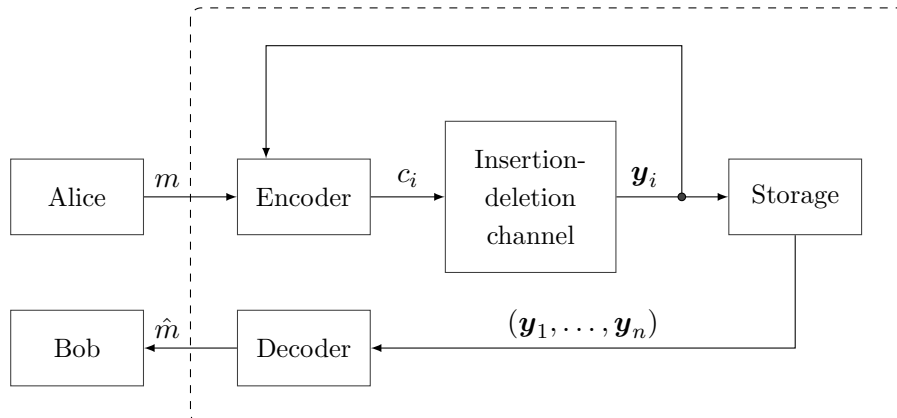 Alice
m
Encoder
c_i
Insertion-
deletion
channel
y_i
Storage
Bob
m̂
Decoder
(y_1, . . . , y_n)